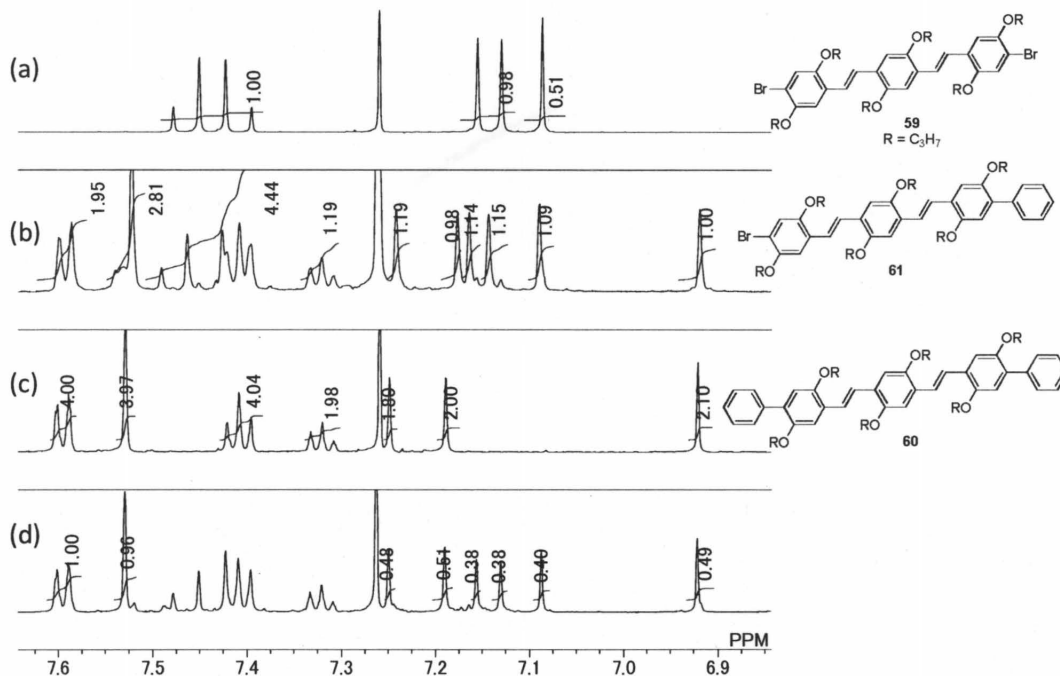 (a)
1.00
0.98
0.51
OR
OR
OR
Br
Br
RO
RO
OR
59
R = C3H7
(b)
1.95
2.81
4.44
1.19
1.19
0.98
1.14
1.15
1.09
1.00
OR
OR
OR
Br
OR
RO
RO
61
(c)
4.00
3.97
4.04
1.98
1.80
2.00
2.10
OR
OR
OR
OR
RO
RO
60
(d)
1.00
0.96
0.48
0.51
0.38
0.38
0.40
0.49
PPM
7.6 7.5 7.4 7.3 7.2 7.1 7.0 6.9